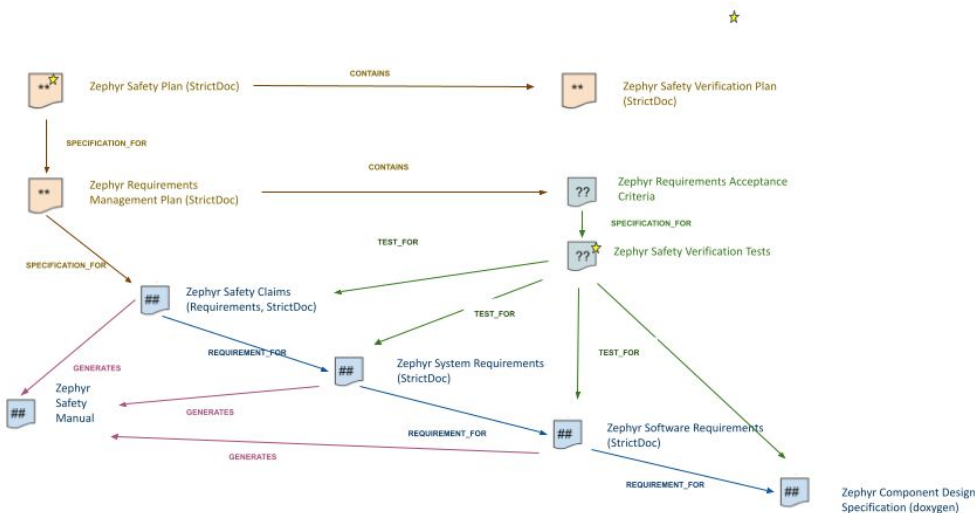 CONTAINS
**
Zephyr Safety Plan (StrictDoc)
**
Zephyr Safety Verification Plan
(StrictDoc)
SPECIFICATION_FOR
CONTAINS
**
Zephyr Requirements
Management Plan (StrictDoc)
??
Zephyr Requirements Acceptance
Criteria
SPECIFICATION_FOR
TEST_FOR
??
Zephyr Safety Verification Tests
SPECIFICATION_FOR
##
Zephyr Safety Claims
(Requirements, StrictDoc)
TEST_FOR
REQUIREMENT_FOR
TEST_FOR
GENERATES
##
Zephyr System Requirements
(StrictDoc)
##
Zephyr
Safety
Manual
GENERATES
REQUIREMENT_FOR
##
Zephyr Software Requirements
(StrictDoc)
GENERATES
REQUIREMENT_FOR
##
Zephyr Component Design
Specification (doxygen)